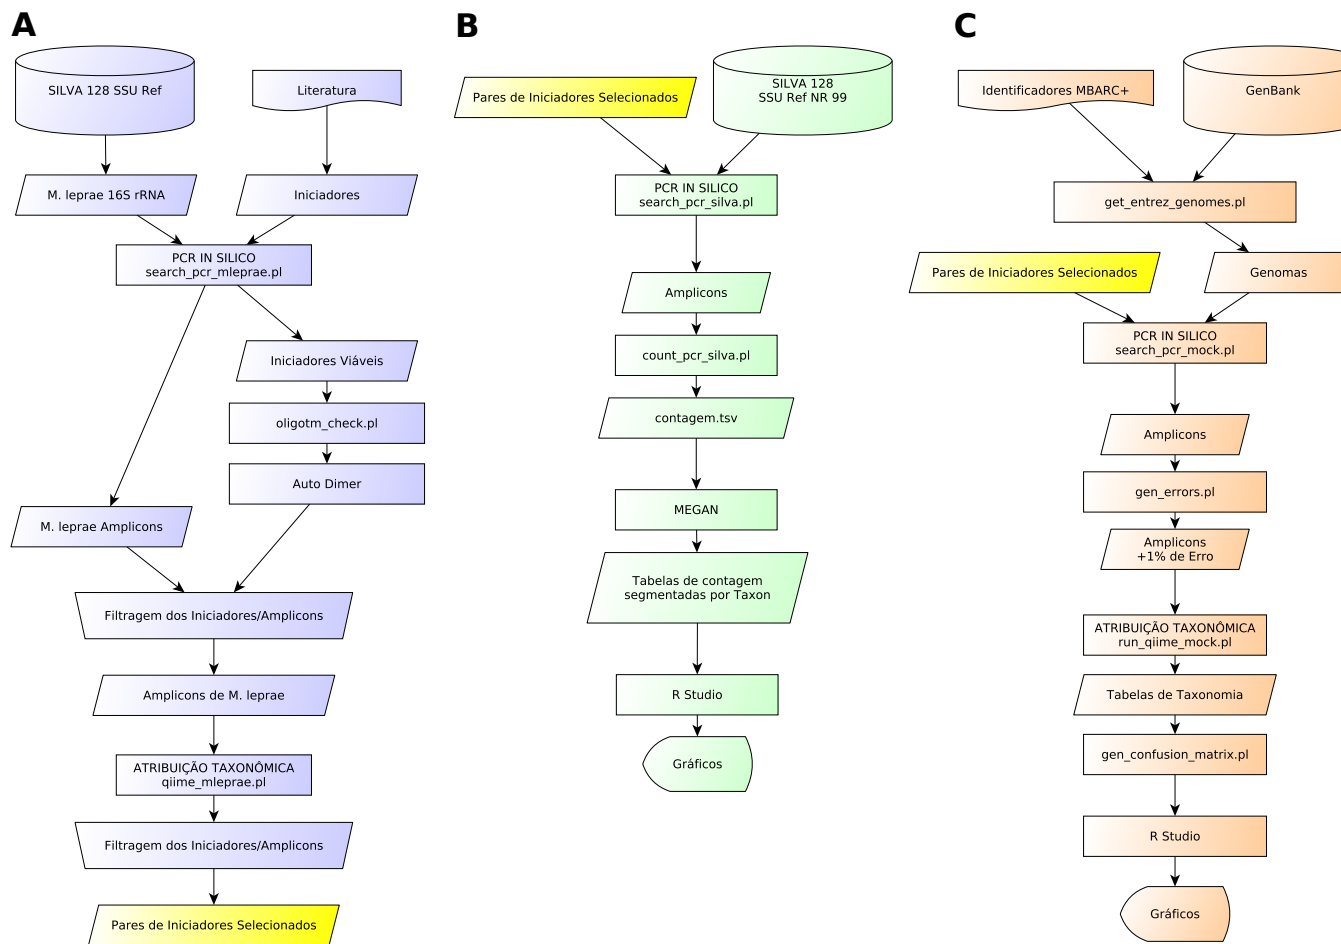 A
SILVA 128 SSU Ref
Literatura
M. leprae 16S rRNA
Iniciadores
PCR IN SILICO
search_pcr_mleprae.pl
Iniciadores Viáveis
oligotm_check.pl
Auto Dimer
M. leprae Amplicons
Filtragem dos Iniciadores/Amplicons
Amplicons de M. leprae
ATRIBUIÇÃO TAXONÔMICA
qiime_mleprae.pl
Filtragem dos Iniciadores/Amplicons
Pares de Iniciadores Selecionados
B
Pares de Iniciadores Selecionados
SILVA 128
SSU Ref NR 99
PCR IN SILICO
search_pcr_silva.pl
Amplicons
count_pcr_silva.pl
contagem.tsv
MEGAN
Tabelas de contagem
segmentadas por Taxon
R Studio
Gráficos
C
Identificadores MBARC+
GenBank
get_entrez_genomes.pl
Pares de Iniciadores Selecionados
Genomas
PCR IN SILICO
search_pcr_mock.pl
Amplicons
gen_errors.pl
Amplicons
+1% de Erro
ATRIBUIÇÃO TAXONÔMICA
run_qiime_mock.pl
Tabelas de Taxonomia
gen_confusion_matrix.pl
R Studio
Gráficos